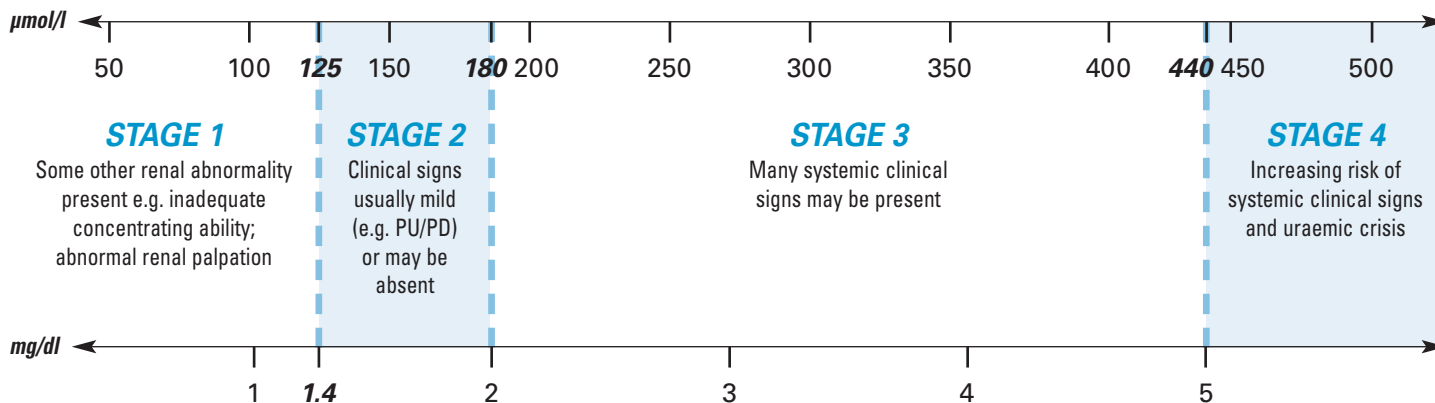 µmol/l
50 100 125 150 180 200 250 300 350 400 440 450 500
STAGE 1
Some other renal abnormality
present e.g. inadequate
concentrating ability;
abnormal renal palpation
STAGE 2
Clinical signs
usually mild
(e.g. PU/PD)
or may be
absent
STAGE 3
Many systemic clinical
signs may be present
STAGE 4
Increasing risk of
systemic clinical signs
and uraemic crisis
mg/dl
1 1.4 2 3 4 5